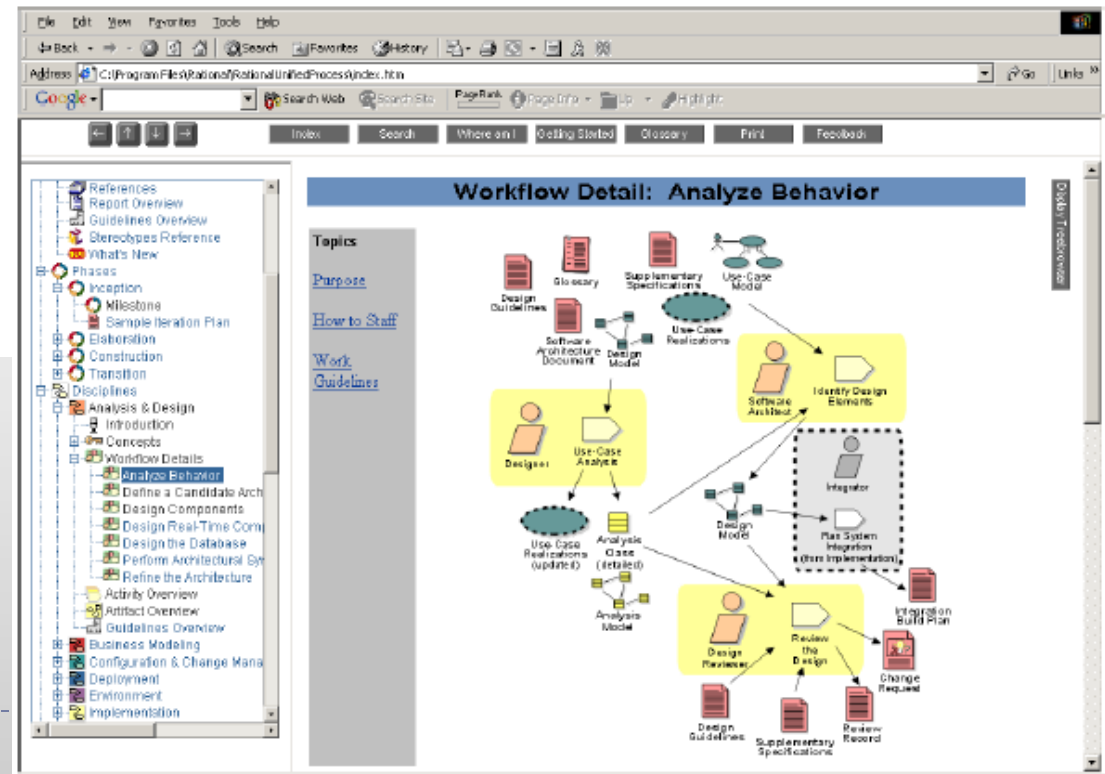 File Edit View Favorites Tools Help
Back Search Favorites History
Address C:\Program Files\Rational\RationalUnifiedProcess\index.htm Go Links
Google Search Web Search Site PageRank Page Info Up Highlight
Index Search Where am I Getting Started Glossary Print Feedback
Display Treebrowser
References
Report Overview
Guidelines Overview
Stereotypes Reference
What's New
Phases
Inception
Milestone
Sample Iteration Plan
Elaboration
Construction
Transition
Disciplines
Analysis & Design
Introduction
Concepts
Workflow Details
Analyze Behavior
Define a Candidate Arch
Design Components
Design Real-Time Comp
Design the Database
Perform Architectural Syn
Refine the Architecture
Activity Overview
Artifact Overview
Guidelines Overview
Business Modeling
Configuration & Change Mana
Deployment
Environment
Implementation
Workflow Detail: Analyze Behavior
Topics
Purpose
How to Staff
Work
Guidelines
Design
Guidelines
Glossary
Supplementary
Specifications
Use-Case
Model
Software
Architecture
Document
Design
Model
Use-Case
Realizations
Software
Architect
Identify Design
Elements
Designer
Use-Case
Analysis
Integrator
Plan System
Integration
(from Implementation)
Use-Case
Realizations
(updated)
Analysis
Class
(detailed)
Design
Model
Analysis
Model
Integration
Build Plan
Design
Reviewer
Review
the
Design
Change
Request
Design
Guidelines
Supplementary
Specifications
Review
Record